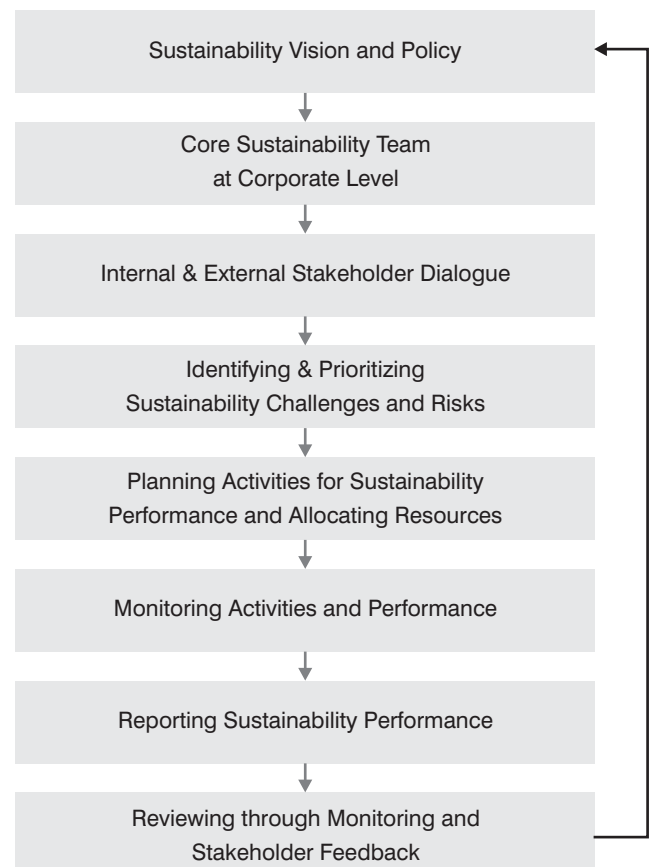 Sustainability Vision and Policy
Core Sustainability Team
at Corporate Level
Internal & External Stakeholder Dialogue
Identifying & Prioritizing
Sustainability Challenges and Risks
Planning Activities for Sustainability
Performance and Allocating Resources
Monitoring Activities and Performance
Reporting Sustainability Performance
Reviewing through Monitoring and
Stakeholder Feedback